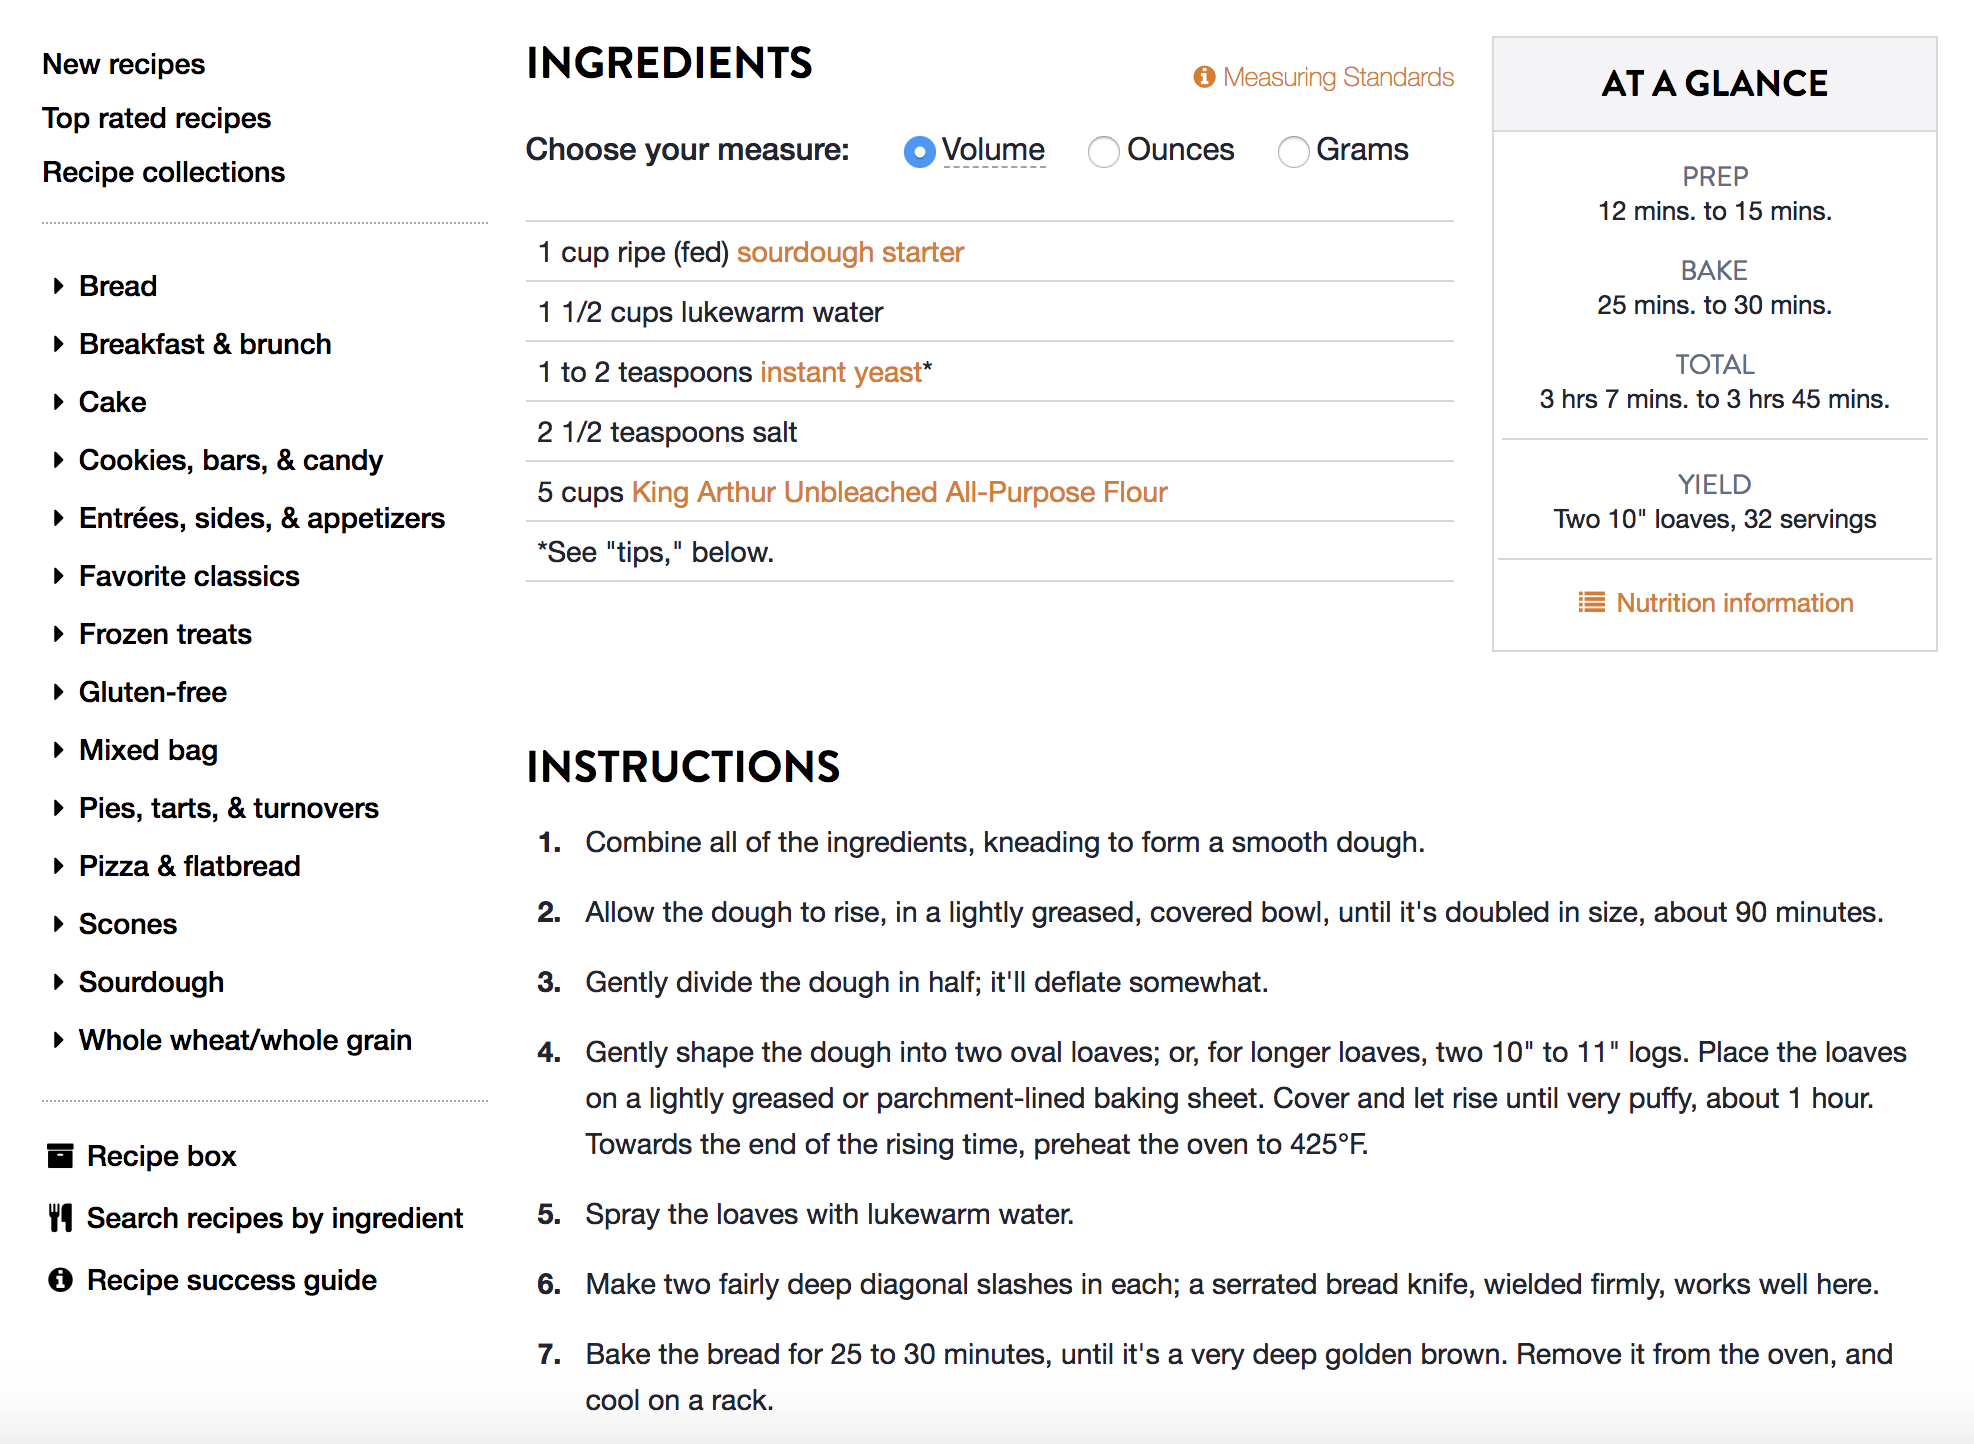 New recipes
Top rated recipes
Recipe collections
Bread
Breakfast & brunch
Cake
Cookies, bars, & candy
Entrées, sides, & appetizers
Favorite classics
Frozen treats
Gluten-free
Mixed bag
Pies, tarts, & turnovers
Pizza & flatbread
Scones
Sourdough
Whole wheat/whole grain
Recipe box
Search recipes by ingredient
Recipe success guide
INGREDIENTS
Measuring Standards
Choose your measure: Volume Ounces Grams
1 cup ripe (fed) sourdough starter
1 1/2 cups lukewarm water
1 to 2 teaspoons instant yeast*
2 1/2 teaspoons salt
5 cups King Arthur Unbleached All-Purpose Flour
*See "tips," below.
AT A GLANCE
PREP
12 mins. to 15 mins.
BAKE
25 mins. to 30 mins.
TOTAL
3 hrs 7 mins. to 3 hrs 45 mins.
YIELD
Two 10" loaves, 32 servings
Nutrition information
INSTRUCTIONS
1. Combine all of the ingredients, kneading to form a smooth dough.
2. Allow the dough to rise, in a lightly greased, covered bowl, until it's doubled in size, about 90 minutes.
3. Gently divide the dough in half; it'll deflate somewhat.
4. Gently shape the dough into two oval loaves; or, for longer loaves, two 10" to 11" logs. Place the loaves
on a lightly greased or parchment-lined baking sheet. Cover and let rise until very puffy, about 1 hour.
Towards the end of the rising time, preheat the oven to 425°F.
5. Spray the loaves with lukewarm water.
6. Make two fairly deep diagonal slashes in each; a serrated bread knife, wielded firmly, works well here.
7. Bake the bread for 25 to 30 minutes, until it's a very deep golden brown. Remove it from the oven, and
cool on a rack.